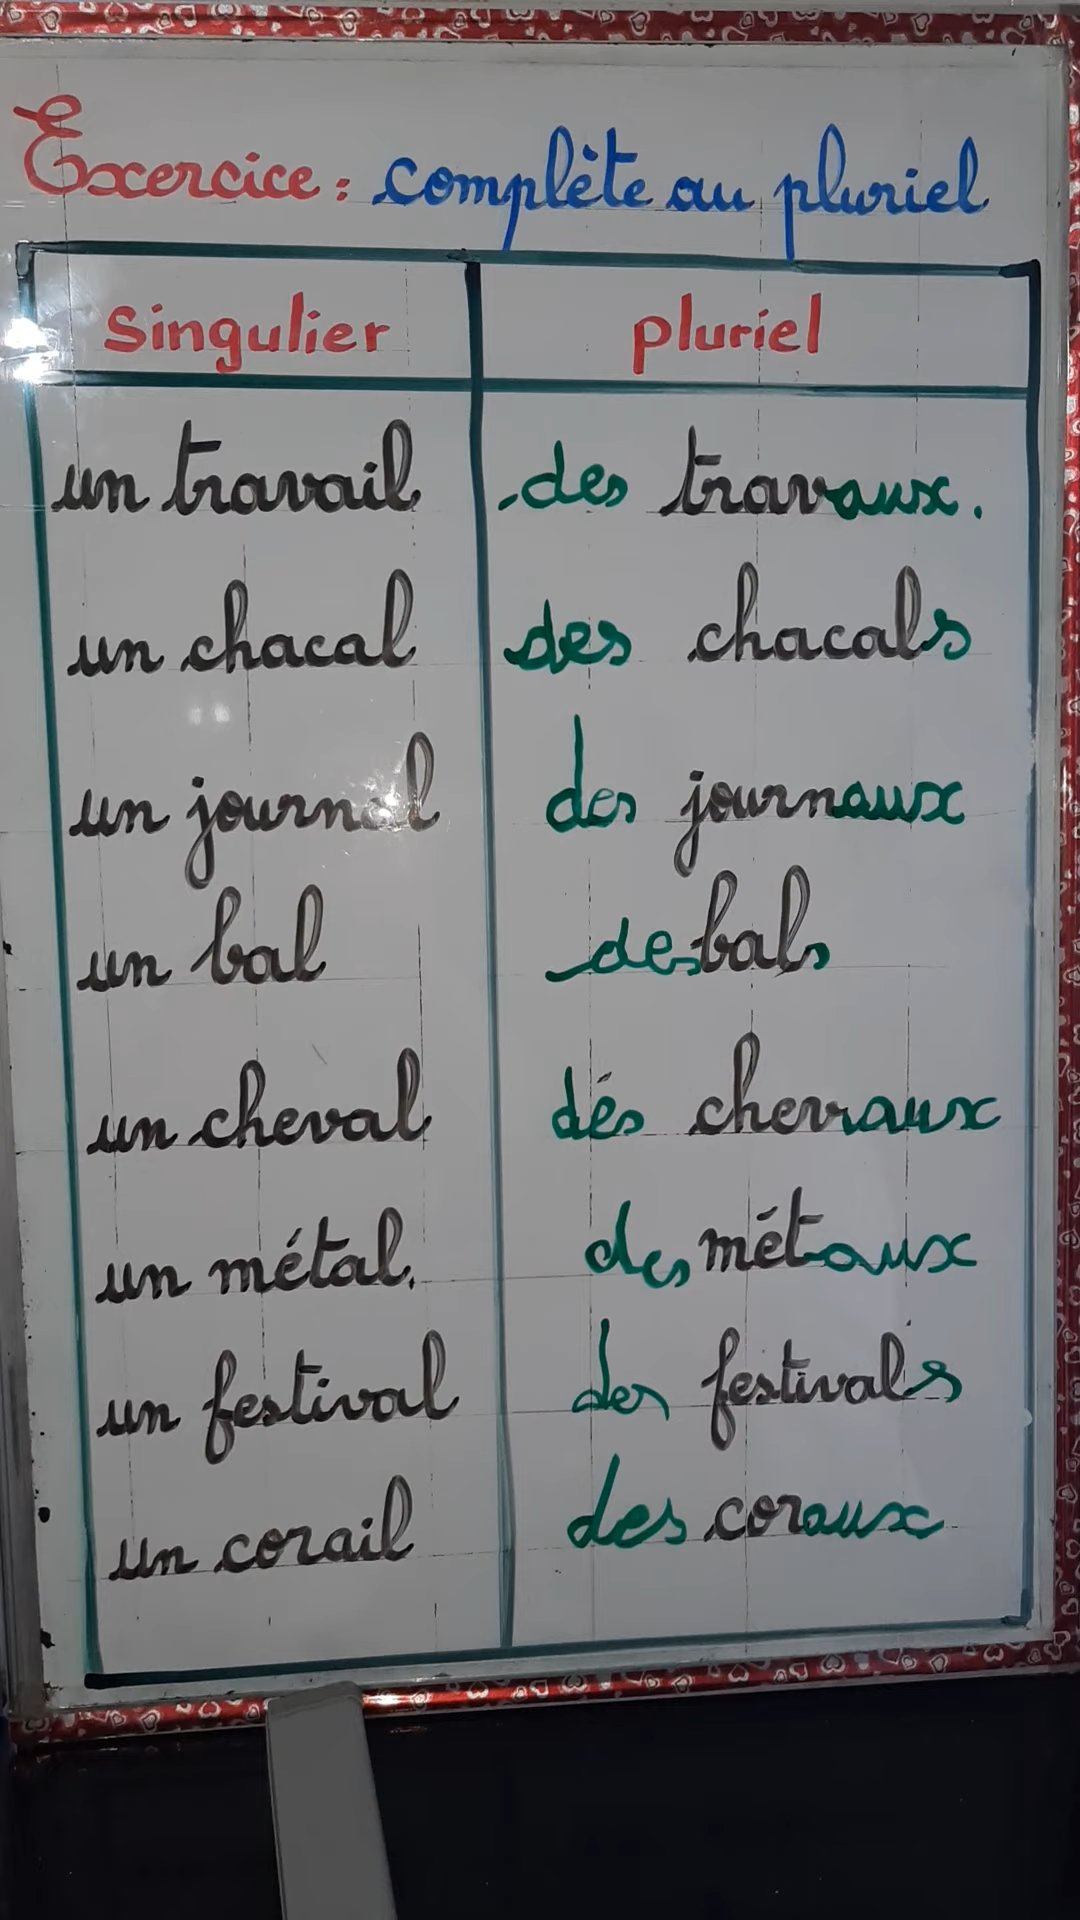 Exercice : complète au pluriel
singulier pluriel
un travail des travaux.
un chacal des chacals
un journal des journaux
un bal des bals
un cheval dés chevaux
un métal. des métaux
un festival des festivals
un corail des coraux